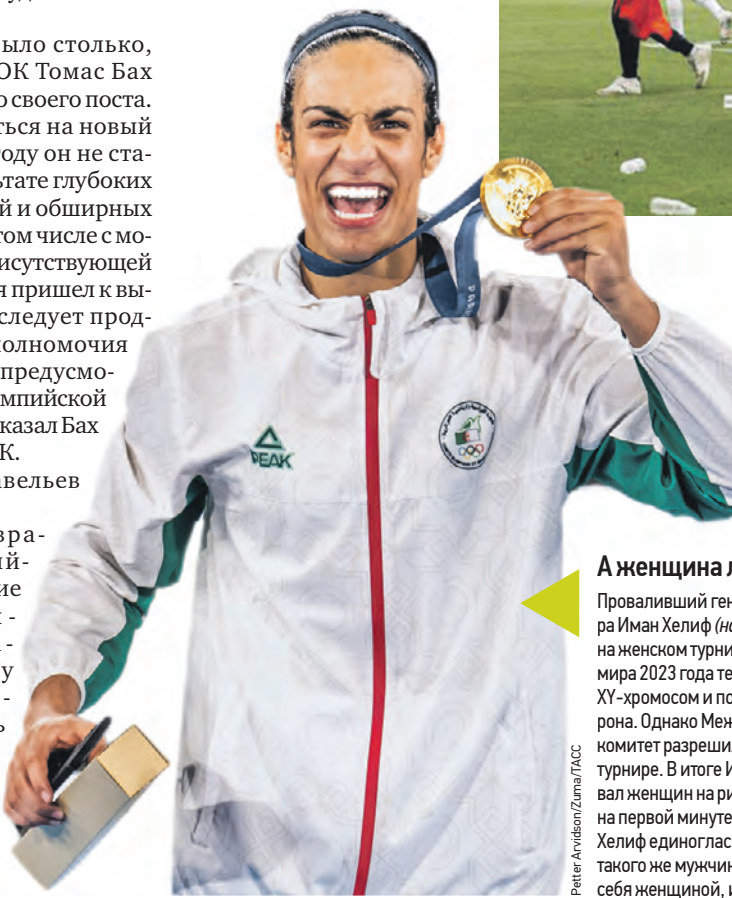 ыло столько,
ОК Томас Бах
о своего поста.
ться на новый
году он не ста-
ьтате глубоких
й и обширных
том числе с мо-
исутствующей
я пришел к вы-
следует прод-
олномочия
предусмо-
мпийской
казал Бах
К.
авельев
вра-
ий-
ие
у
ь
PEAK
Petter Arvidson/Zuma/ТАСС
А женщина л
Проваливший ген
ра Иман Хелиф (на
на женском турни
мира 2023 года те
XY-хромосом и по
рона. Однако Меж
комитет разреши
турнире. В итоге И
вал женщин на ри
на первой минуте
Хелиф единоглас
такого же мужчин
себя женщиной, и